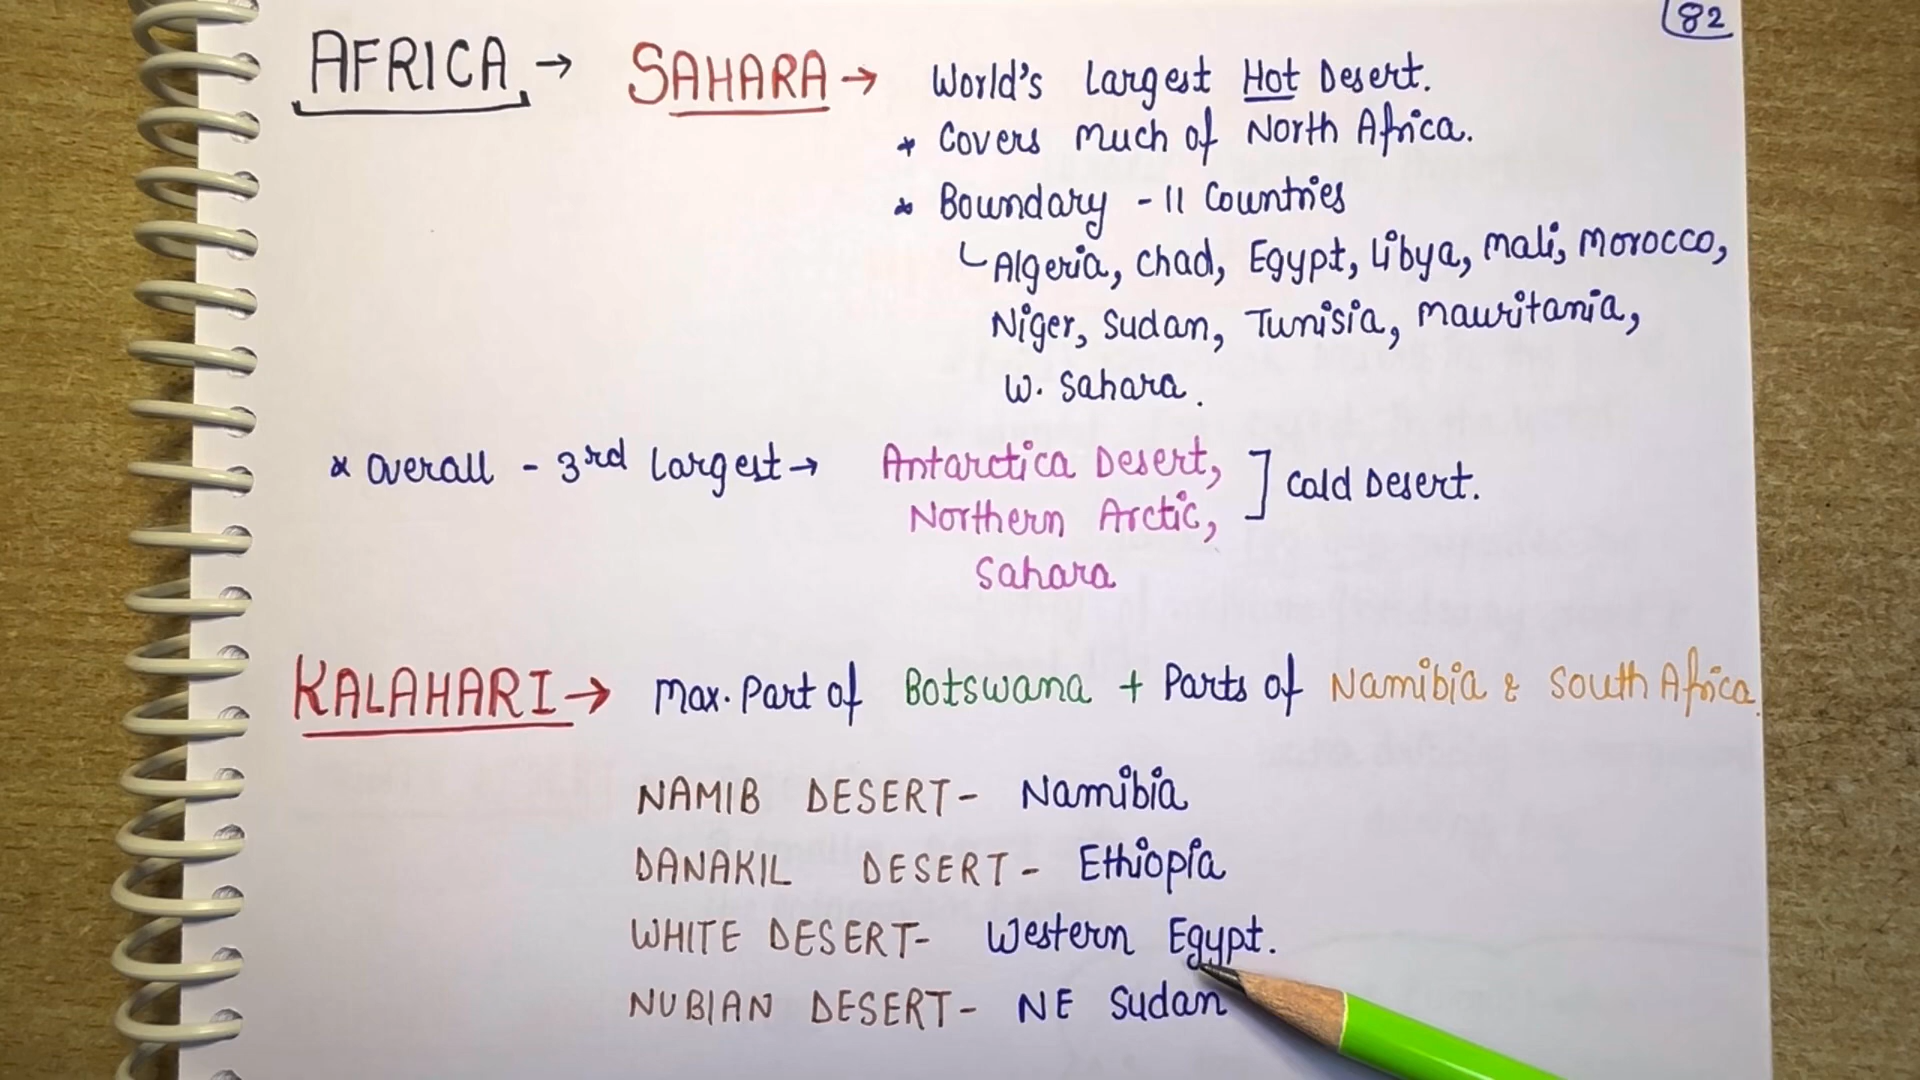 82
AFRICA → SAHARA → World's Largest Hot Desert.
* Covers Much of North Africa.
* Boundary - 11 Countries
Algeria, Chad, Egypt, Libya, Mali, Morocco,
Niger, Sudan, Tunisia, Mauritania,
W. Sahara.
* Overall - 3rd Largest → Antarctica Desert,
Northern Arctic, ] Cold Desert.
Sahara
KALAHARI → Max. Part of Botswana + Parts of Namibia & South Africa.
NAMIB DESERT - Namibia
DANAKIL DESERT - Ethiopia
WHITE DESERT - Western Egypt.
NUBIAN DESERT - NE Sudan